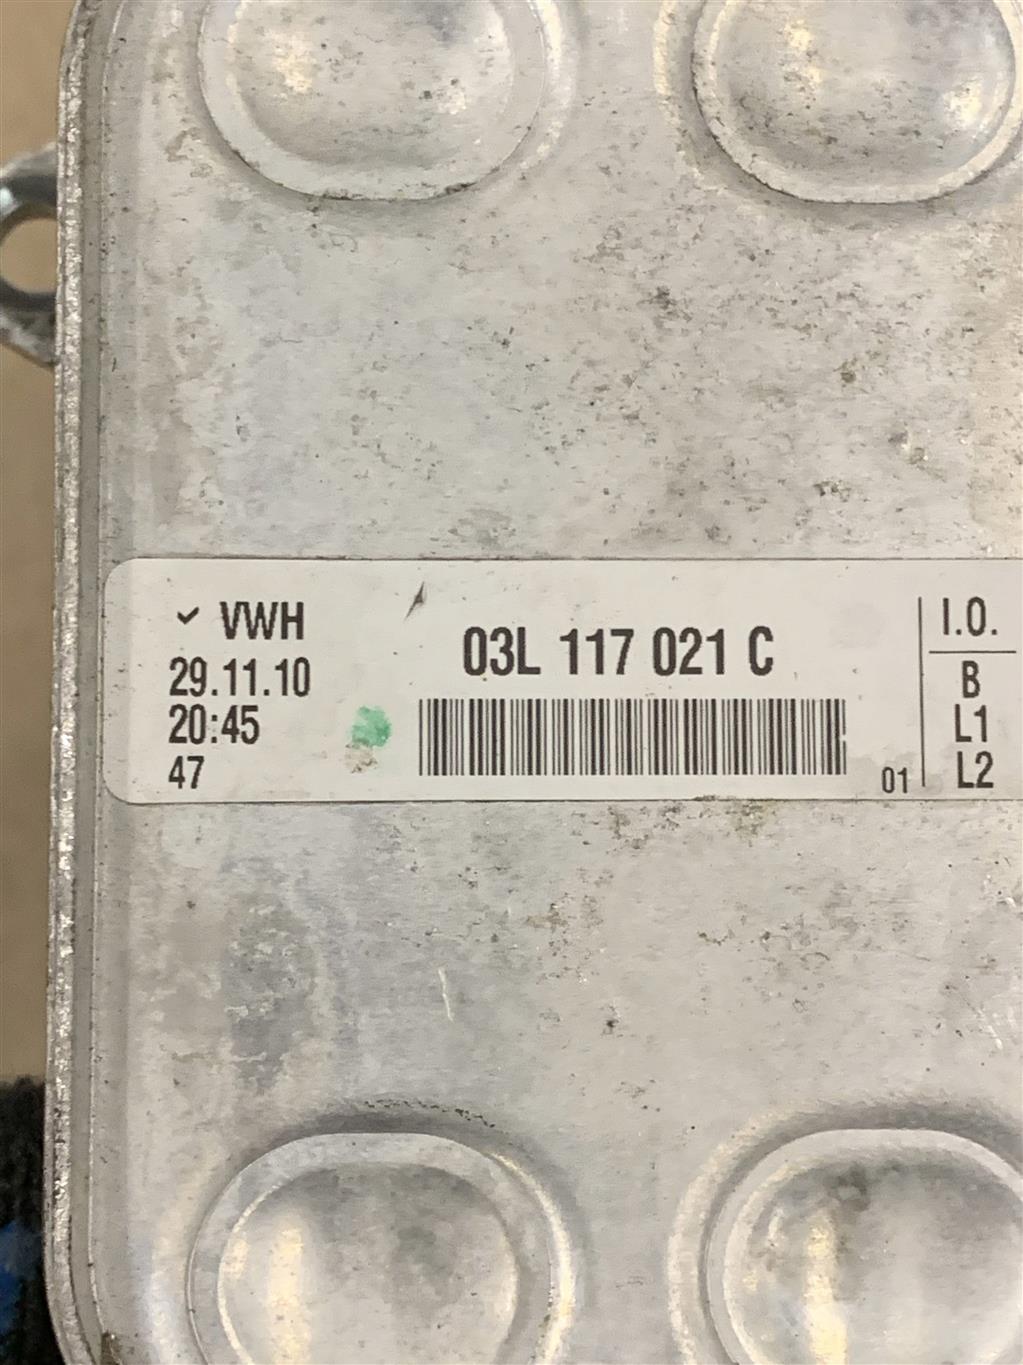 ✓ VWH
29.11.10
20:45
47
03L 117 021 C
01
I.O.
B
L1
L2